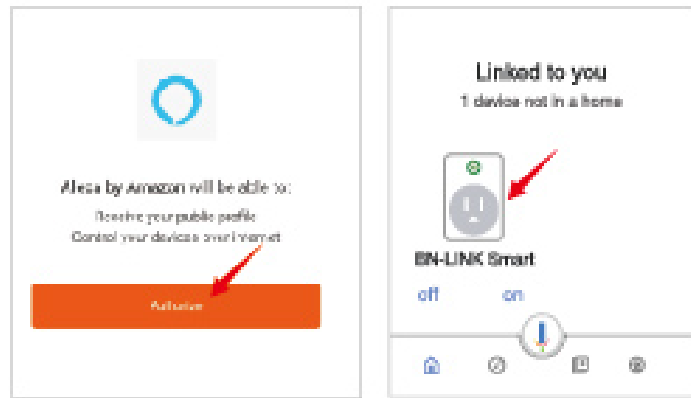 Alexa by Amazon will be able to:
Receive your public profile
Control your devices over internet
Authorize
Linked to you
1 device not in a home
BN-LINK Smart
off on